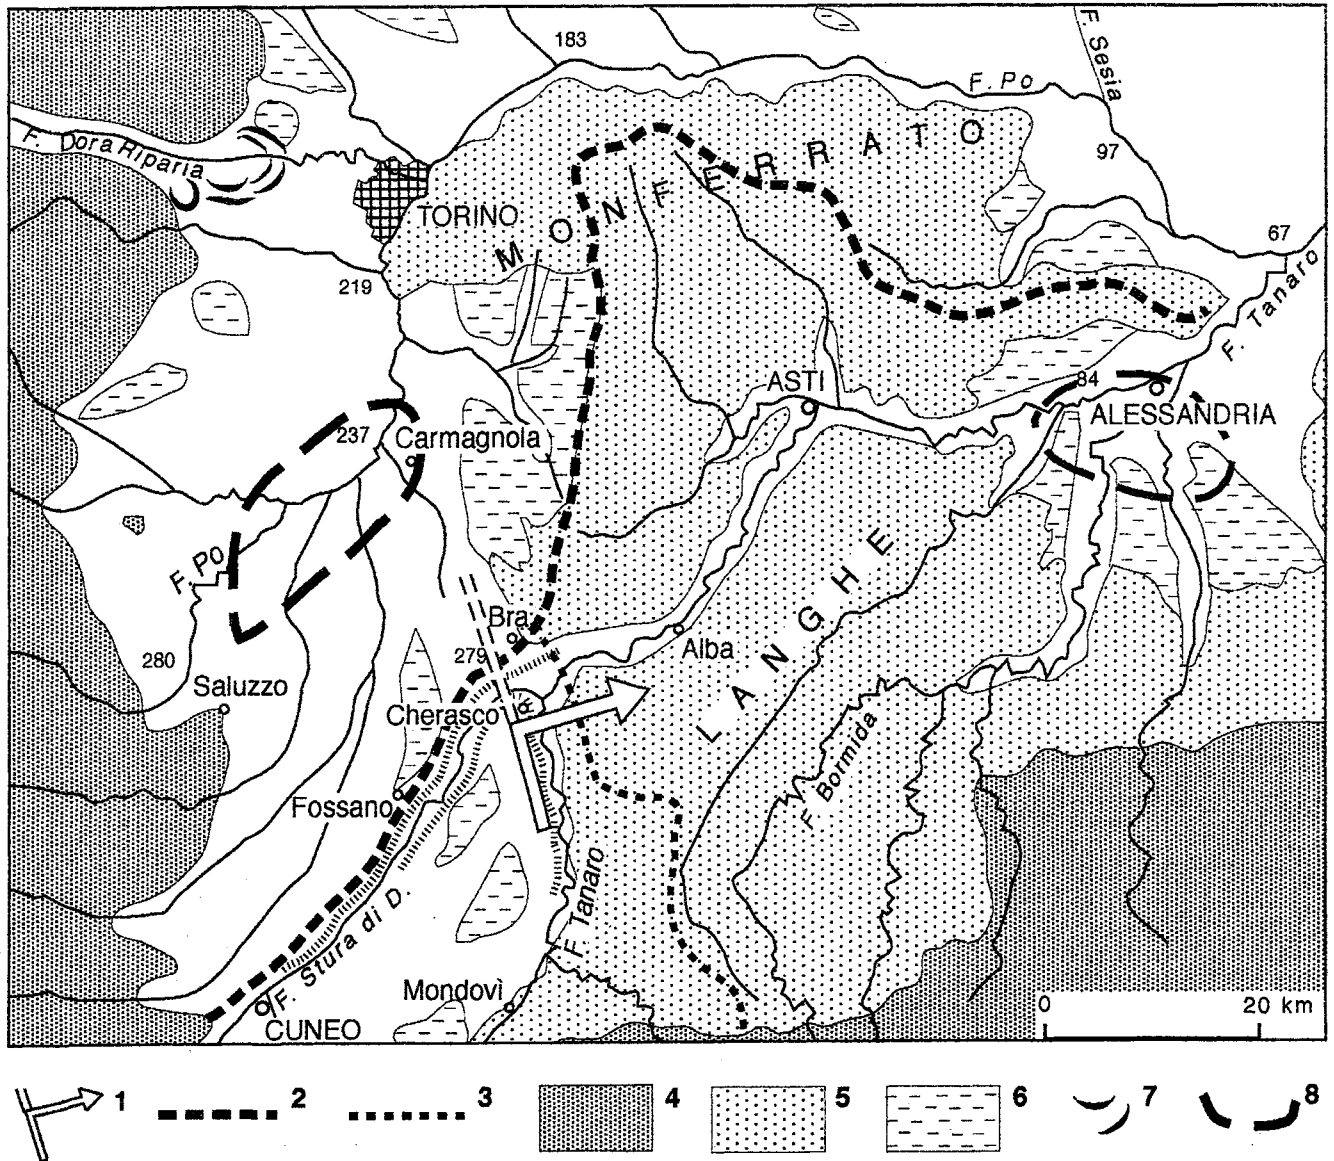 183
F. Po
F. Sesia
F. Dora Riparia
97
MONFERRATO
TORINO
67
219
F. Tanaro
84
ASTI
ALESSANDRIA
237
Carmagnola
F. Po
LANGHE
Bra
279
Alba
280
Saluzzo
Cherasco
F. Bormida
Fossano
F. Tanaro
F. Stura di D.
Mondovì
CUNEO
0 20 km
1 2 3 4 5 6 7 8